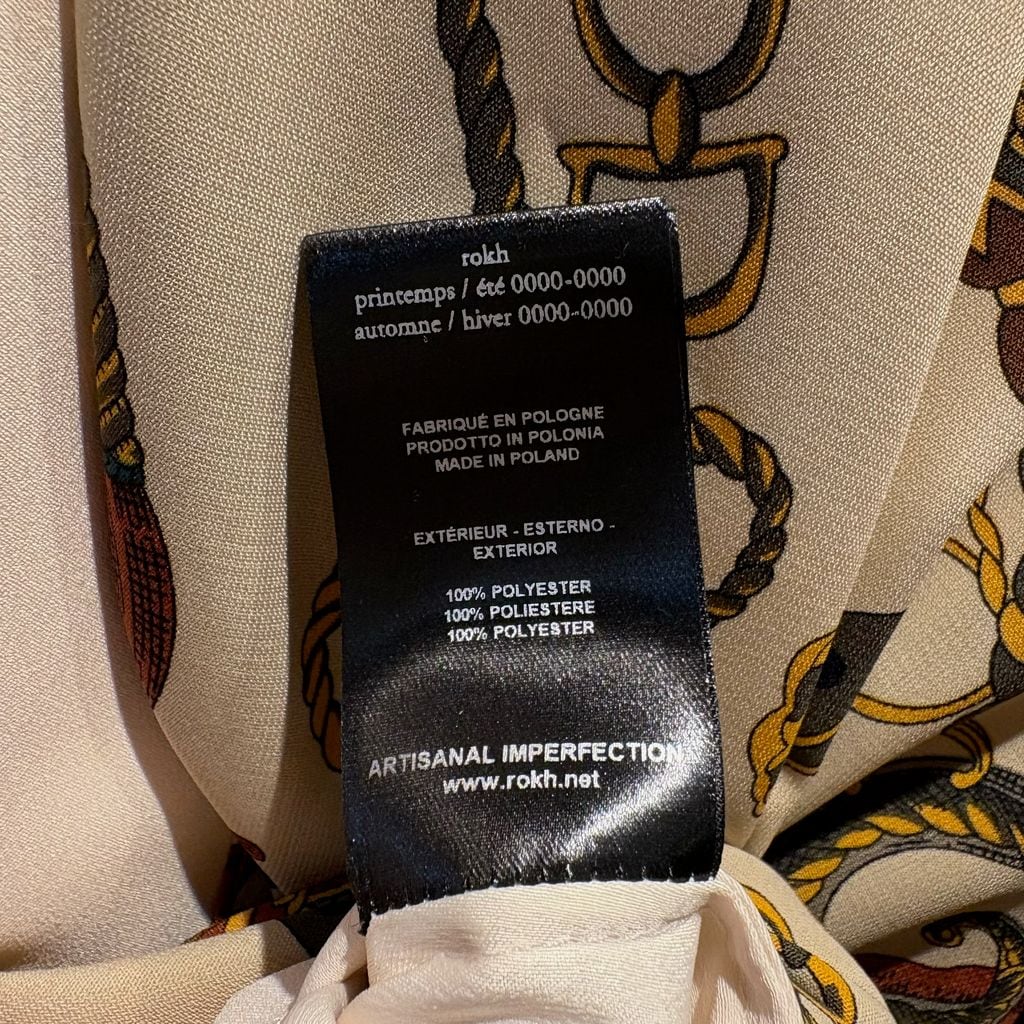 rokh
printemps / été 0000-0000
automne / hiver 0000-0000
FABRIQUÉ EN POLOGNE
PRODOTTO IN POLONIA
MADE IN POLAND
EXTÉRIEUR - ESTERNO -
EXTERIOR
100% POLYESTER
100% POLIESTERE
100% POLYESTER
ARTISANAL IMPERFECTION
www.rokh.net